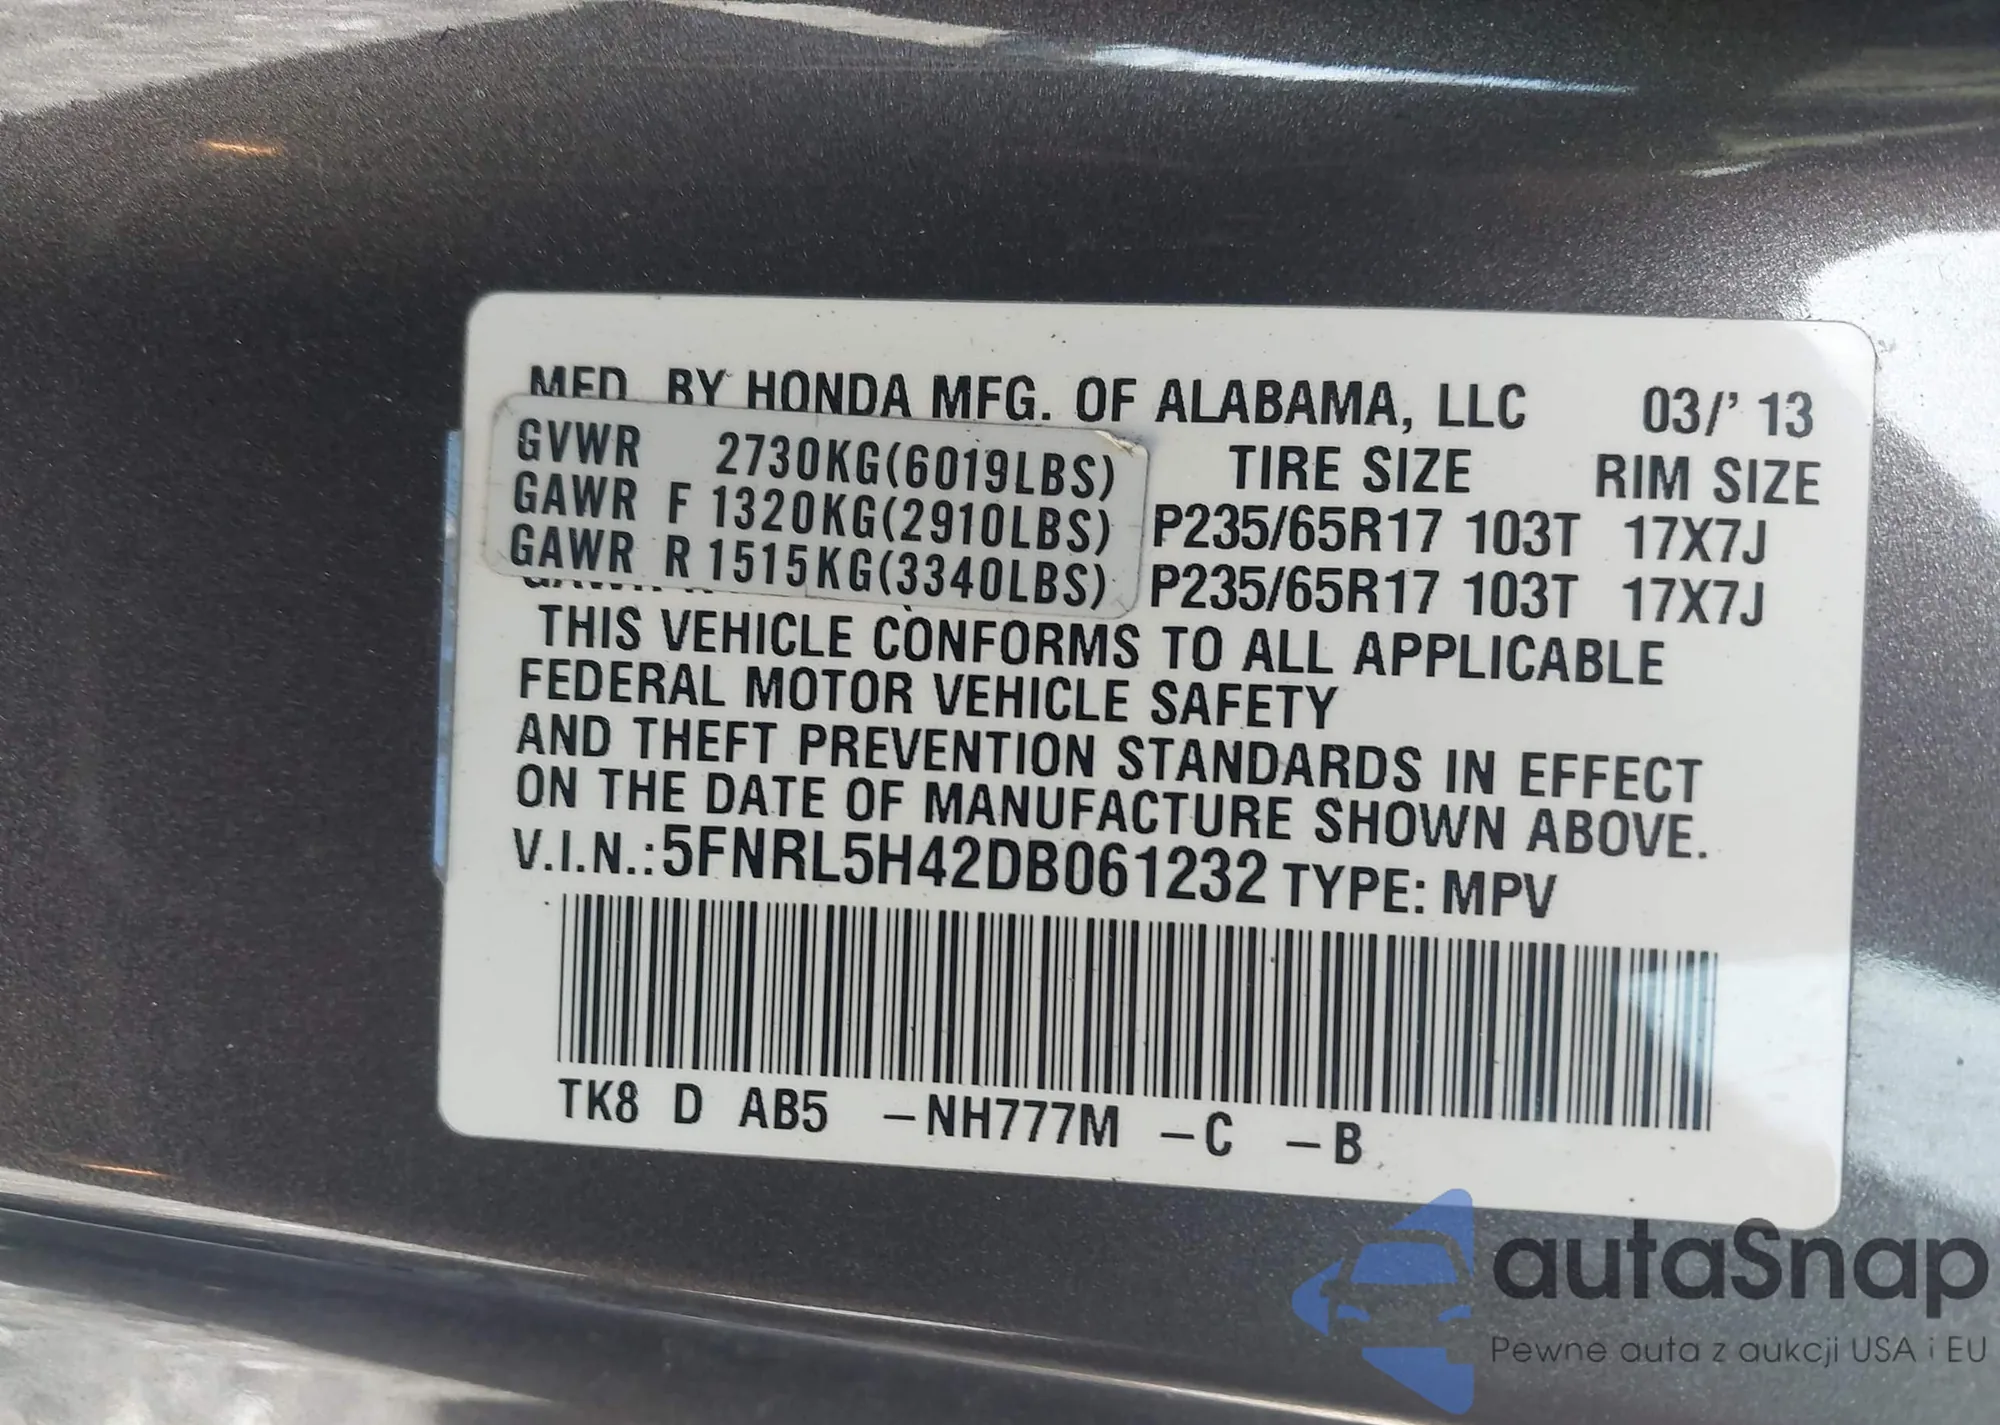 MFD. BY HONDA MFG. OF ALABAMA, LLC 03/' 13
TIRE SIZE RIM SIZE
GVWR 2730KG(6019LBS)
GAWR F 1320KG(2910LBS) P235/65R17 103T 17X7J
GAWR R 1515KG(3340LBS) P235/65R17 103T 17X7J
THIS VEHICLE CONFORMS TO ALL APPLICABLE
FEDERAL MOTOR VEHICLE SAFETY
AND THEFT PREVENTION STANDARDS IN EFFECT
ON THE DATE OF MANUFACTURE SHOWN ABOVE.
V.I.N.:5FNRL5H42DB061232 TYPE: MPV
TK8 D AB5 –NH777M –C –B
autaSnap
Pewne auta z aukcji USA i EU